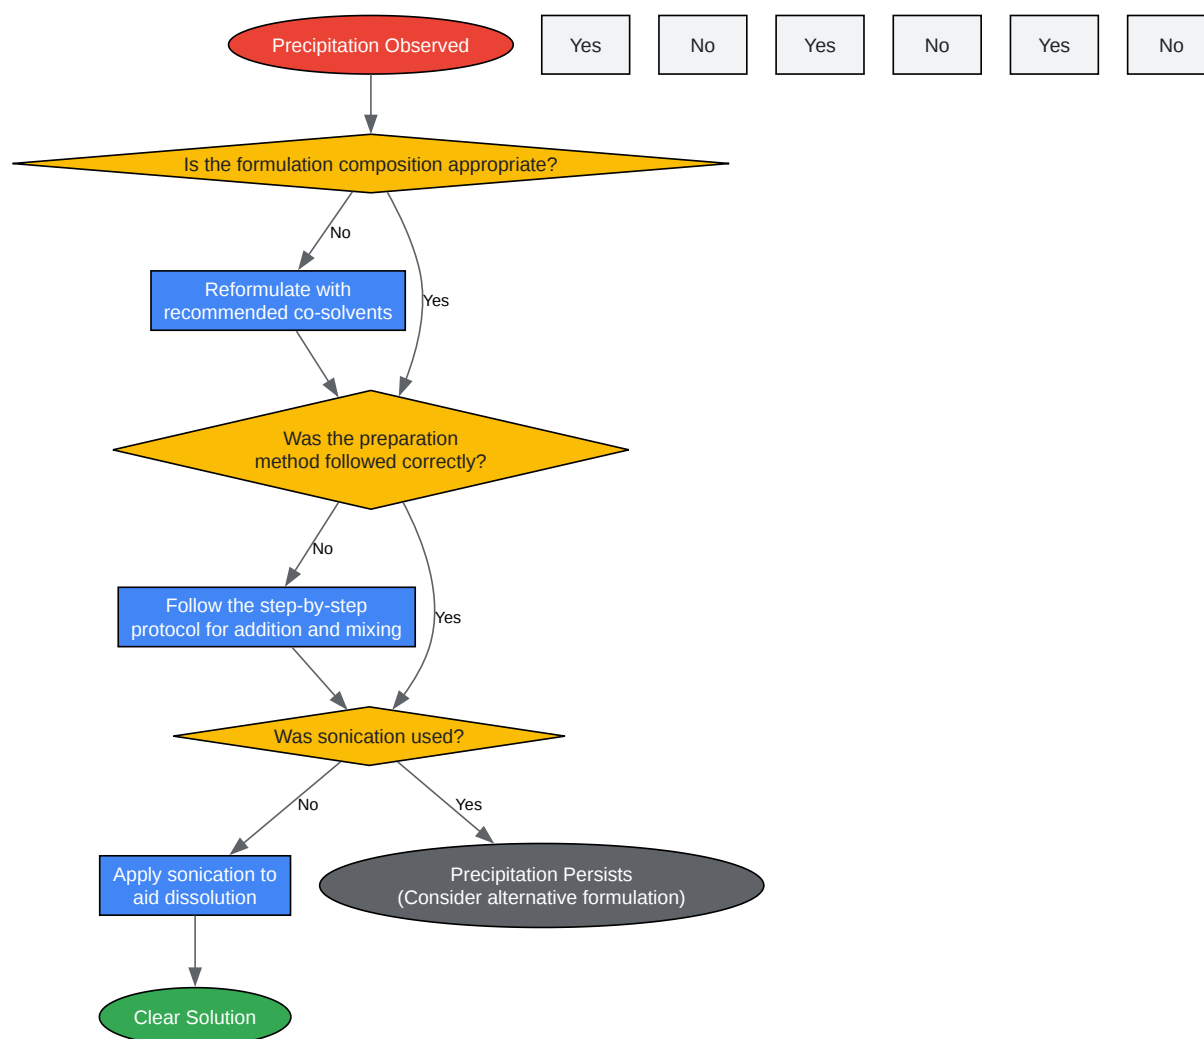 Precipitation Observed
Yes
No
Yes
No
Yes
No
Is the formulation composition appropriate?
No
Reformulate with
recommended co-solvents
Yes
Was the preparation
method followed correctly?
No
Follow the step-by-step
protocol for addition and mixing
Yes
Was sonication used?
No
Yes
Apply sonication to
aid dissolution
Precipitation Persists
(Consider alternative formulation)
Clear Solution